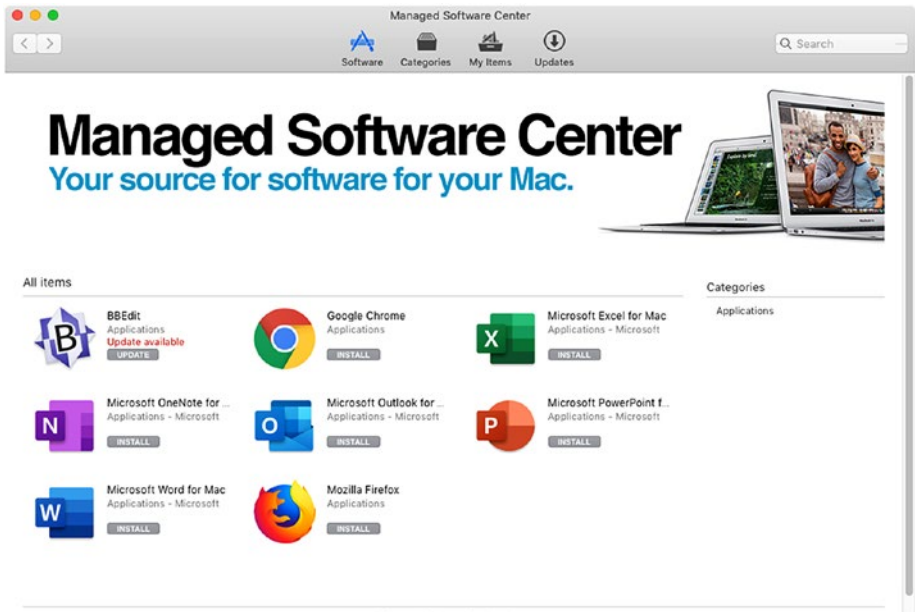 Managed Software Center
Software
Categories
My Items
Updates
Search
Managed Software Center
Your source for software for your Mac.
All items
Categories
Applications
BBEdit
Applications
Update available
UPDATE
Google Chrome
Applications
INSTALL
Microsoft Excel for Mac
Applications - Microsoft
INSTALL
Microsoft OneNote for ...
Applications - Microsoft
INSTALL
Microsoft Outlook for ...
Applications - Microsoft
INSTALL
Microsoft PowerPoint f...
Applications - Microsoft
INSTALL
Microsoft Word for Mac
Applications - Microsoft
INSTALL
Mozilla Firefox
Applications
INSTALL
B
X
N
O
P
W